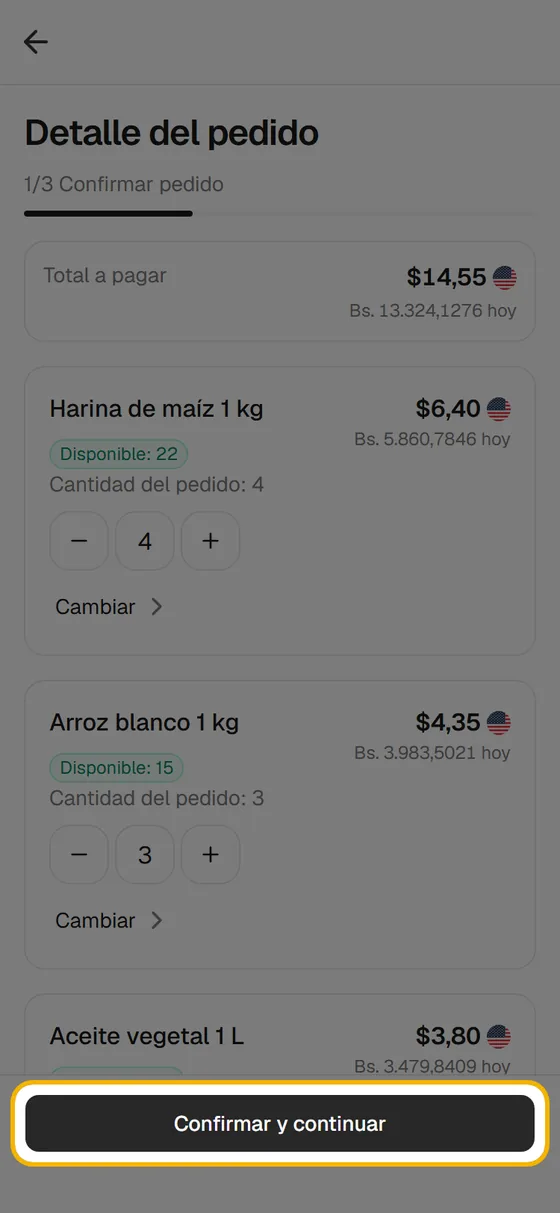 Detalle del pedido
1/3 Confirmar pedido
Total a pagar
$14,55
Bs. 13.324,1276 hoy
Harina de maíz 1 kg
$6,40
Bs. 5.860,7846 hoy
Disponible: 22
Cantidad del pedido: 4
− 4 +
Cambiar
Arroz blanco 1 kg
$4,35
Bs. 3.983,5021 hoy
Disponible: 15
Cantidad del pedido: 3
− 3 +
Cambiar
Aceite vegetal 1 L
$3,80
Bs. 3.479,8409 hoy
Confirmar y continuar